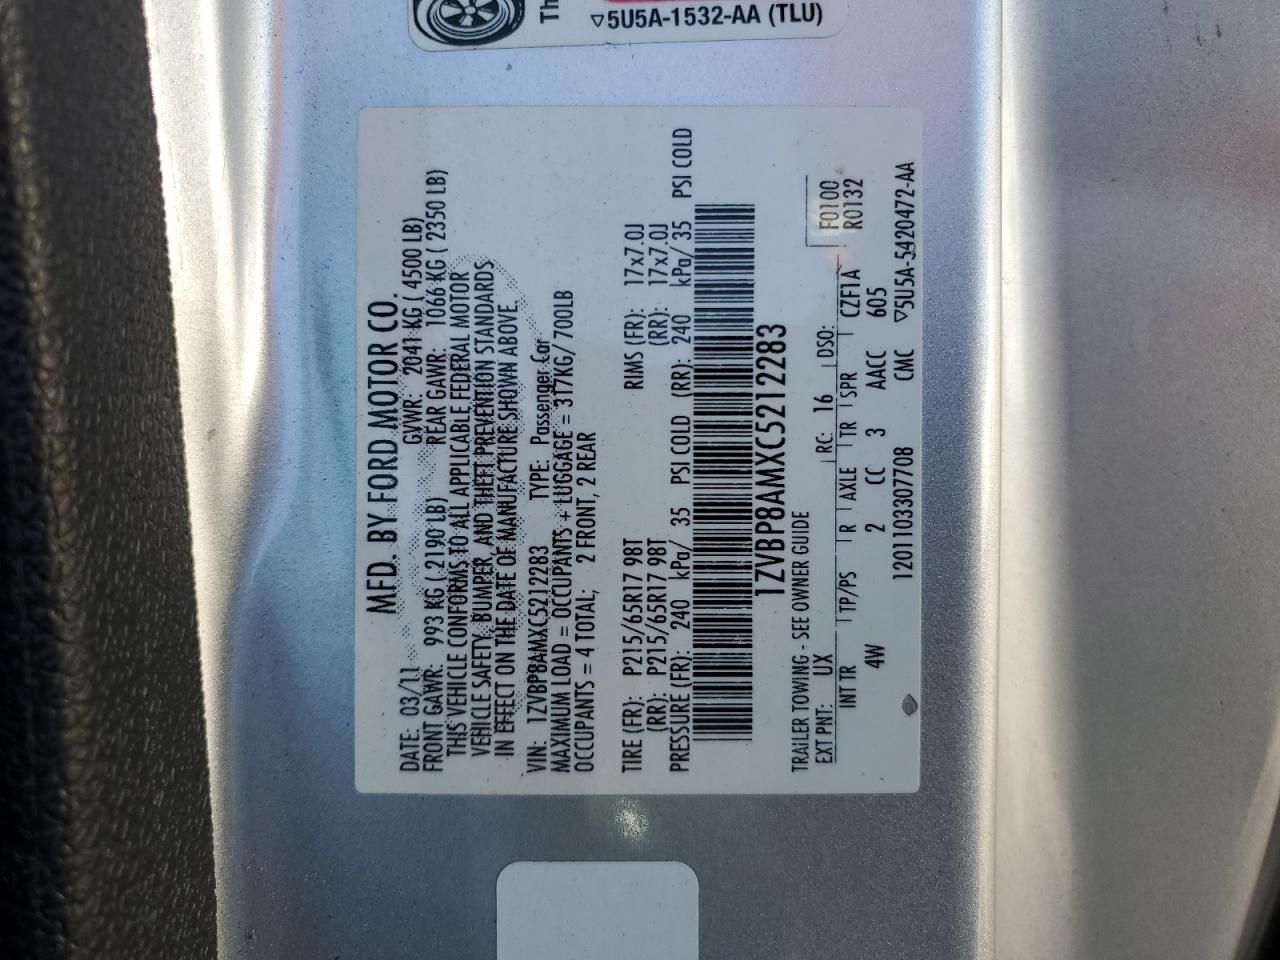 Th
▽5U5A-1532-AA (TLU)
MFD. BY FORD MOTOR CO.
DATE: 03/11 GVWR: 2041 KG ( 4500 LB)
FRONT GAWR: 993 KG ( 2190 LB) REAR GAWR: 1066 KG ( 2350 LB)
THIS VEHICLE CONFORMS TO ALL APPLICABLE FEDERAL MOTOR
VEHICLE SAFETY, BUMPER, AND THEFT PREVENTION STANDARDS
IN EFFECT ON THE DATE OF MANUFACTURE SHOWN ABOVE.
VIN: 1ZVBP8AMXC5212283 TYPE: Passenger Car
MAXIMUM LOAD = OCCUPANTS + LUGGAGE = 317KG/ 700LB
OCCUPANTS = 4 TOTAL; 2 FRONT, 2 REAR
TIRE (FR): P215/65R17 98T RIMS (FR): 17x7.0J
(RR): P215/65R17 98T (RR): 17x7.0J
PRESSURE (FR): 240 kPa/ 35 PSI COLD (RR): 240 kPa/ 35 PSI COLD
1ZVBP8AMXC5212283
TRAILER TOWING - SEE OWNER GUIDE F0100
EXT PNT: UX RC: 16 DSO: R0132
INT TR TP/PS R AXLE TR SPR CZF1A
4W 2 CC 3 AACC 605
1201103307708 CMC ▽5U5A-5420472-AA